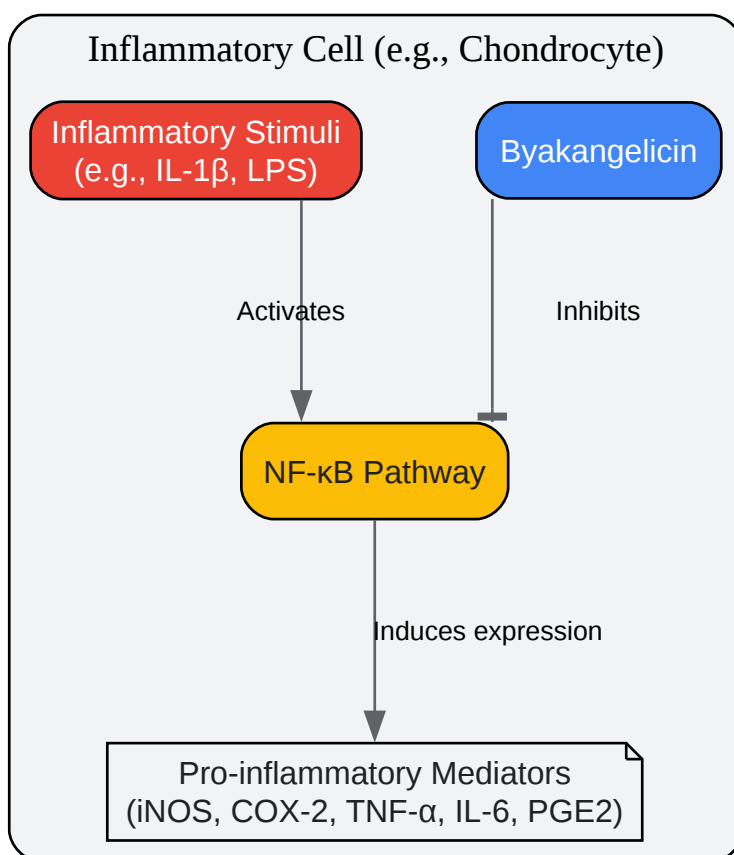 Inflammatory Cell (e.g., Chondrocyte)
Inflammatory Stimuli
(e.g., IL-1β, LPS)
Byakangelicin
Activates
Inhibits
NF-κB Pathway
Induces expression
Pro-inflammatory Mediators
(iNOS, COX-2, TNF-α, IL-6, PGE2)